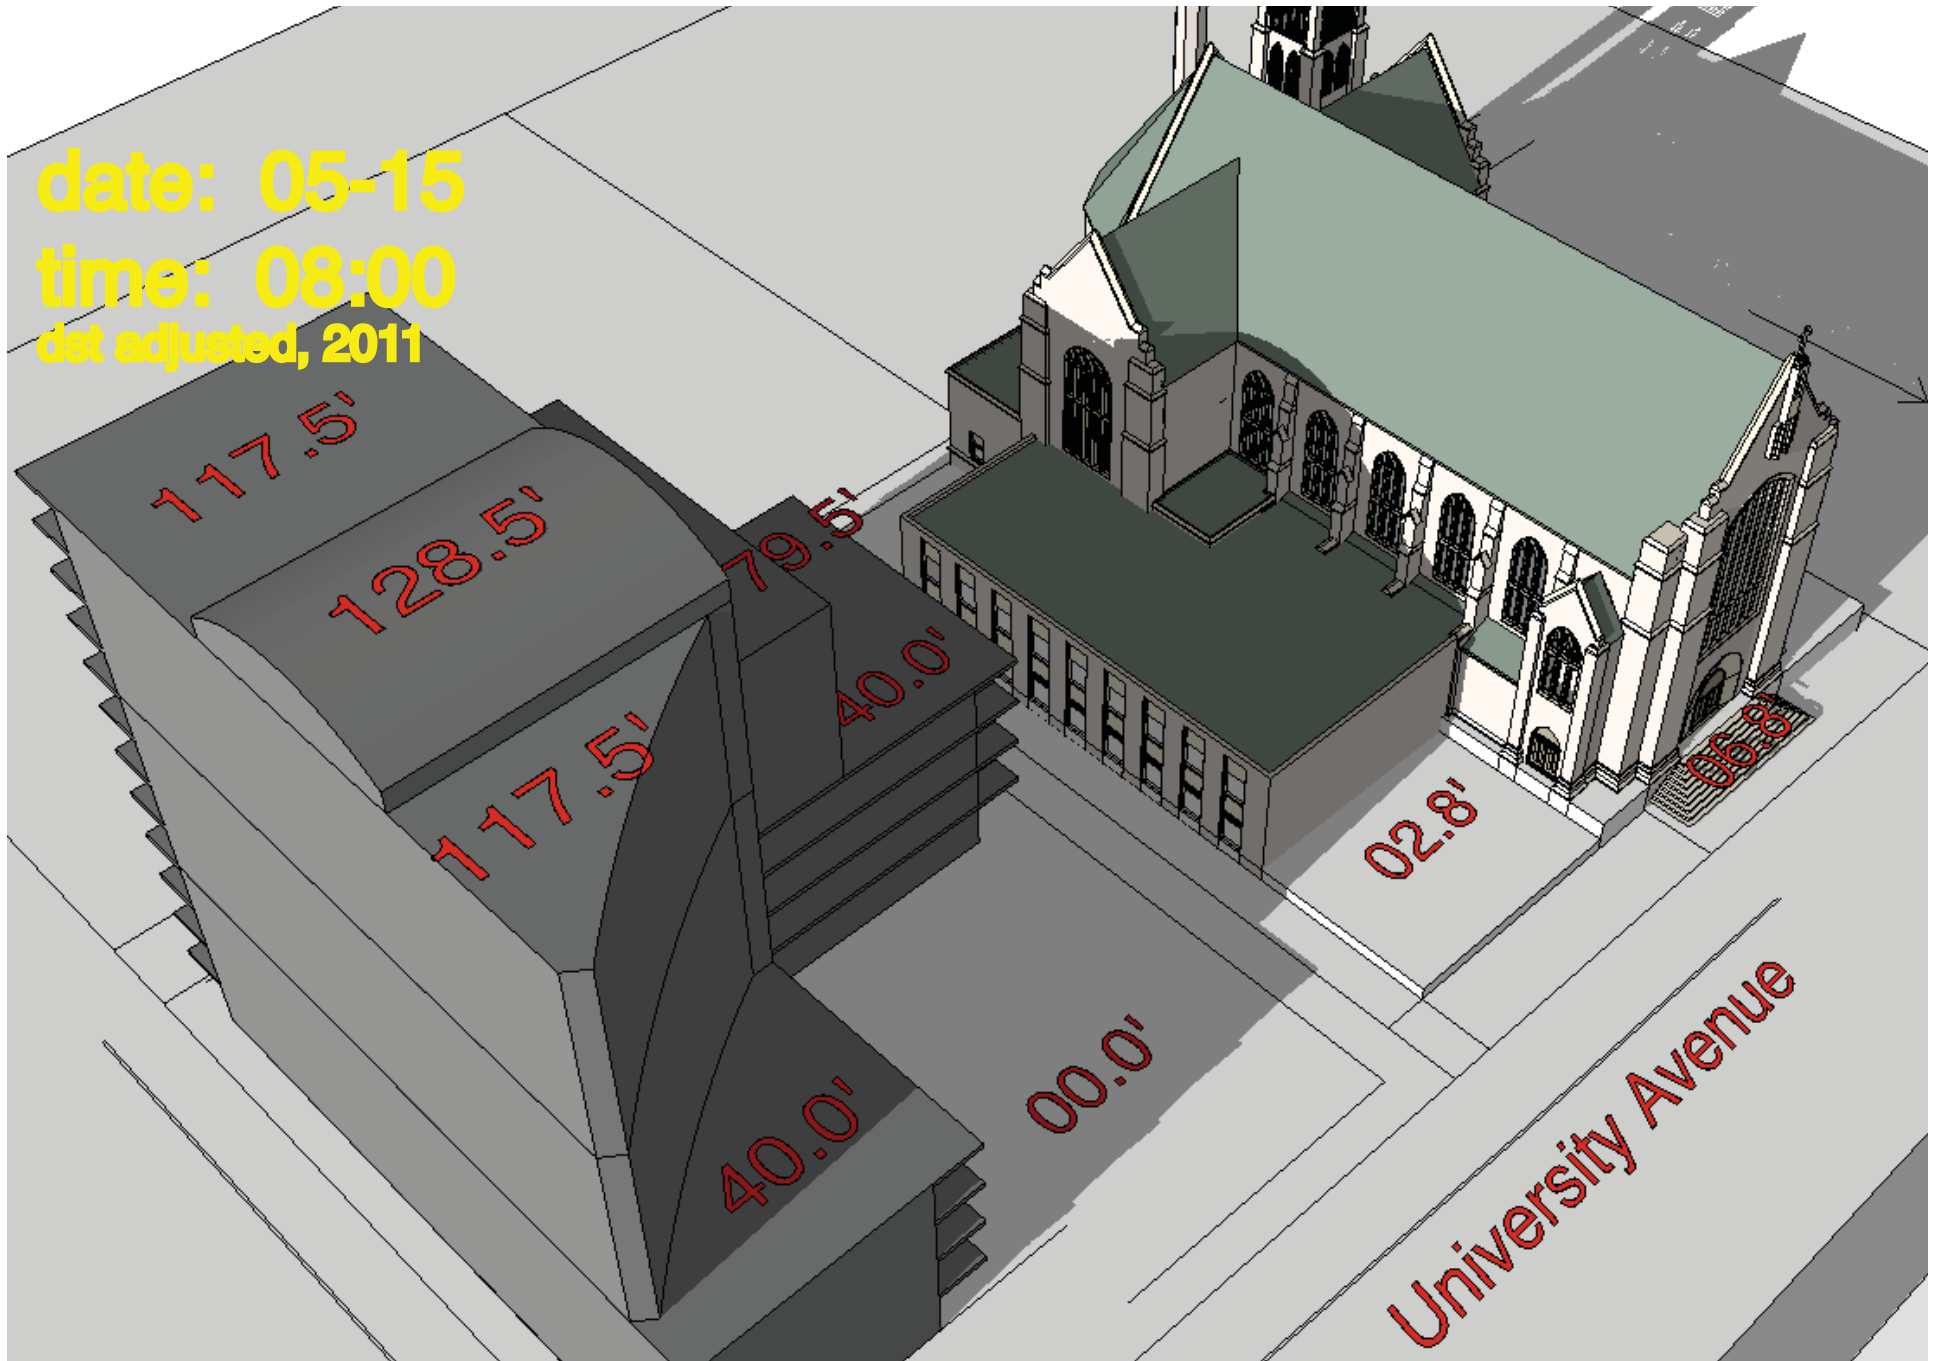 date: 05-15
time: 08:00
dst adjusted, 2011
117.5'
128.5'
79.5'
40.0'
117.5'
06.8'
02.8'
00.0'
40.0'
University Avenue